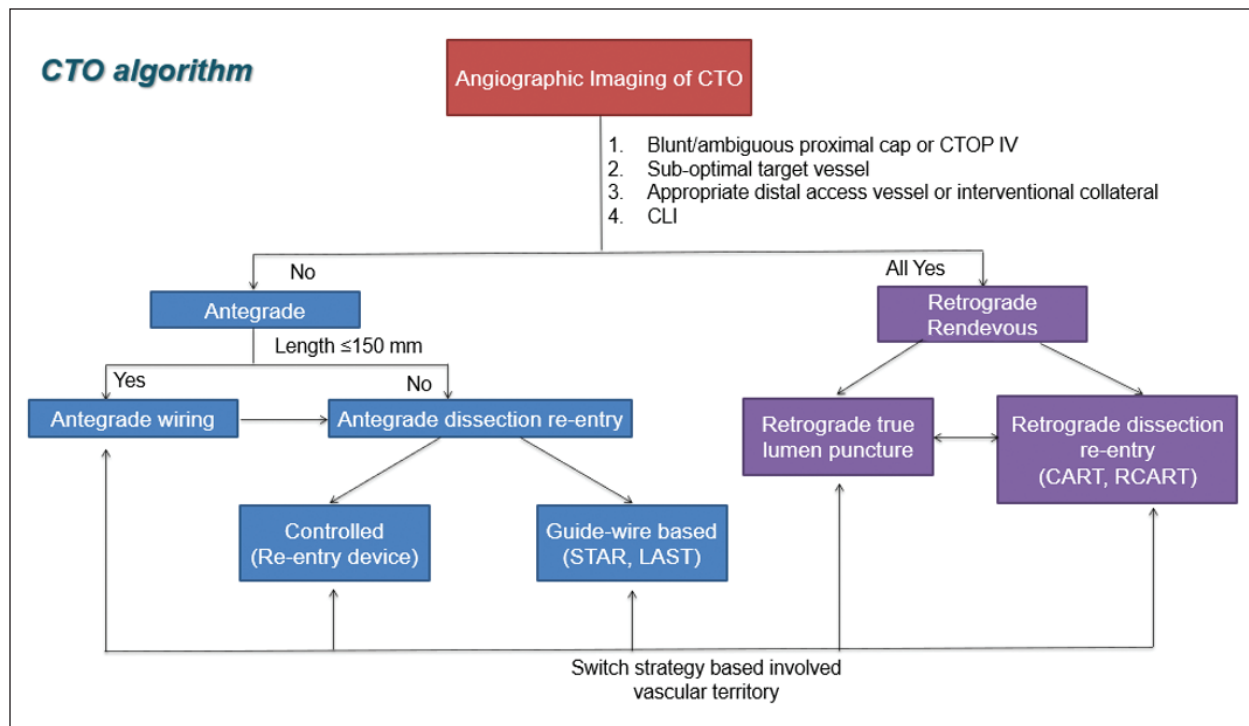 CTO algorithm
Angiographic Imaging of CTO
1. Blunt/ambiguous proximal cap or CTOP IV
2. Sub-optimal target vessel
3. Appropriate distal access vessel or interventional collateral
4. CLI
No
All Yes
Antegrade
Retrograde
Rendevous
Length ≤150 mm
Yes
No
Antegrade wiring
Antegrade dissection re-entry
Retrograde true
lumen puncture
Retrograde dissection
re-entry
(CART, RCART)
Controlled
(Re-entry device)
Guide-wire based
(STAR, LAST)
Switch strategy based involved
vascular territory